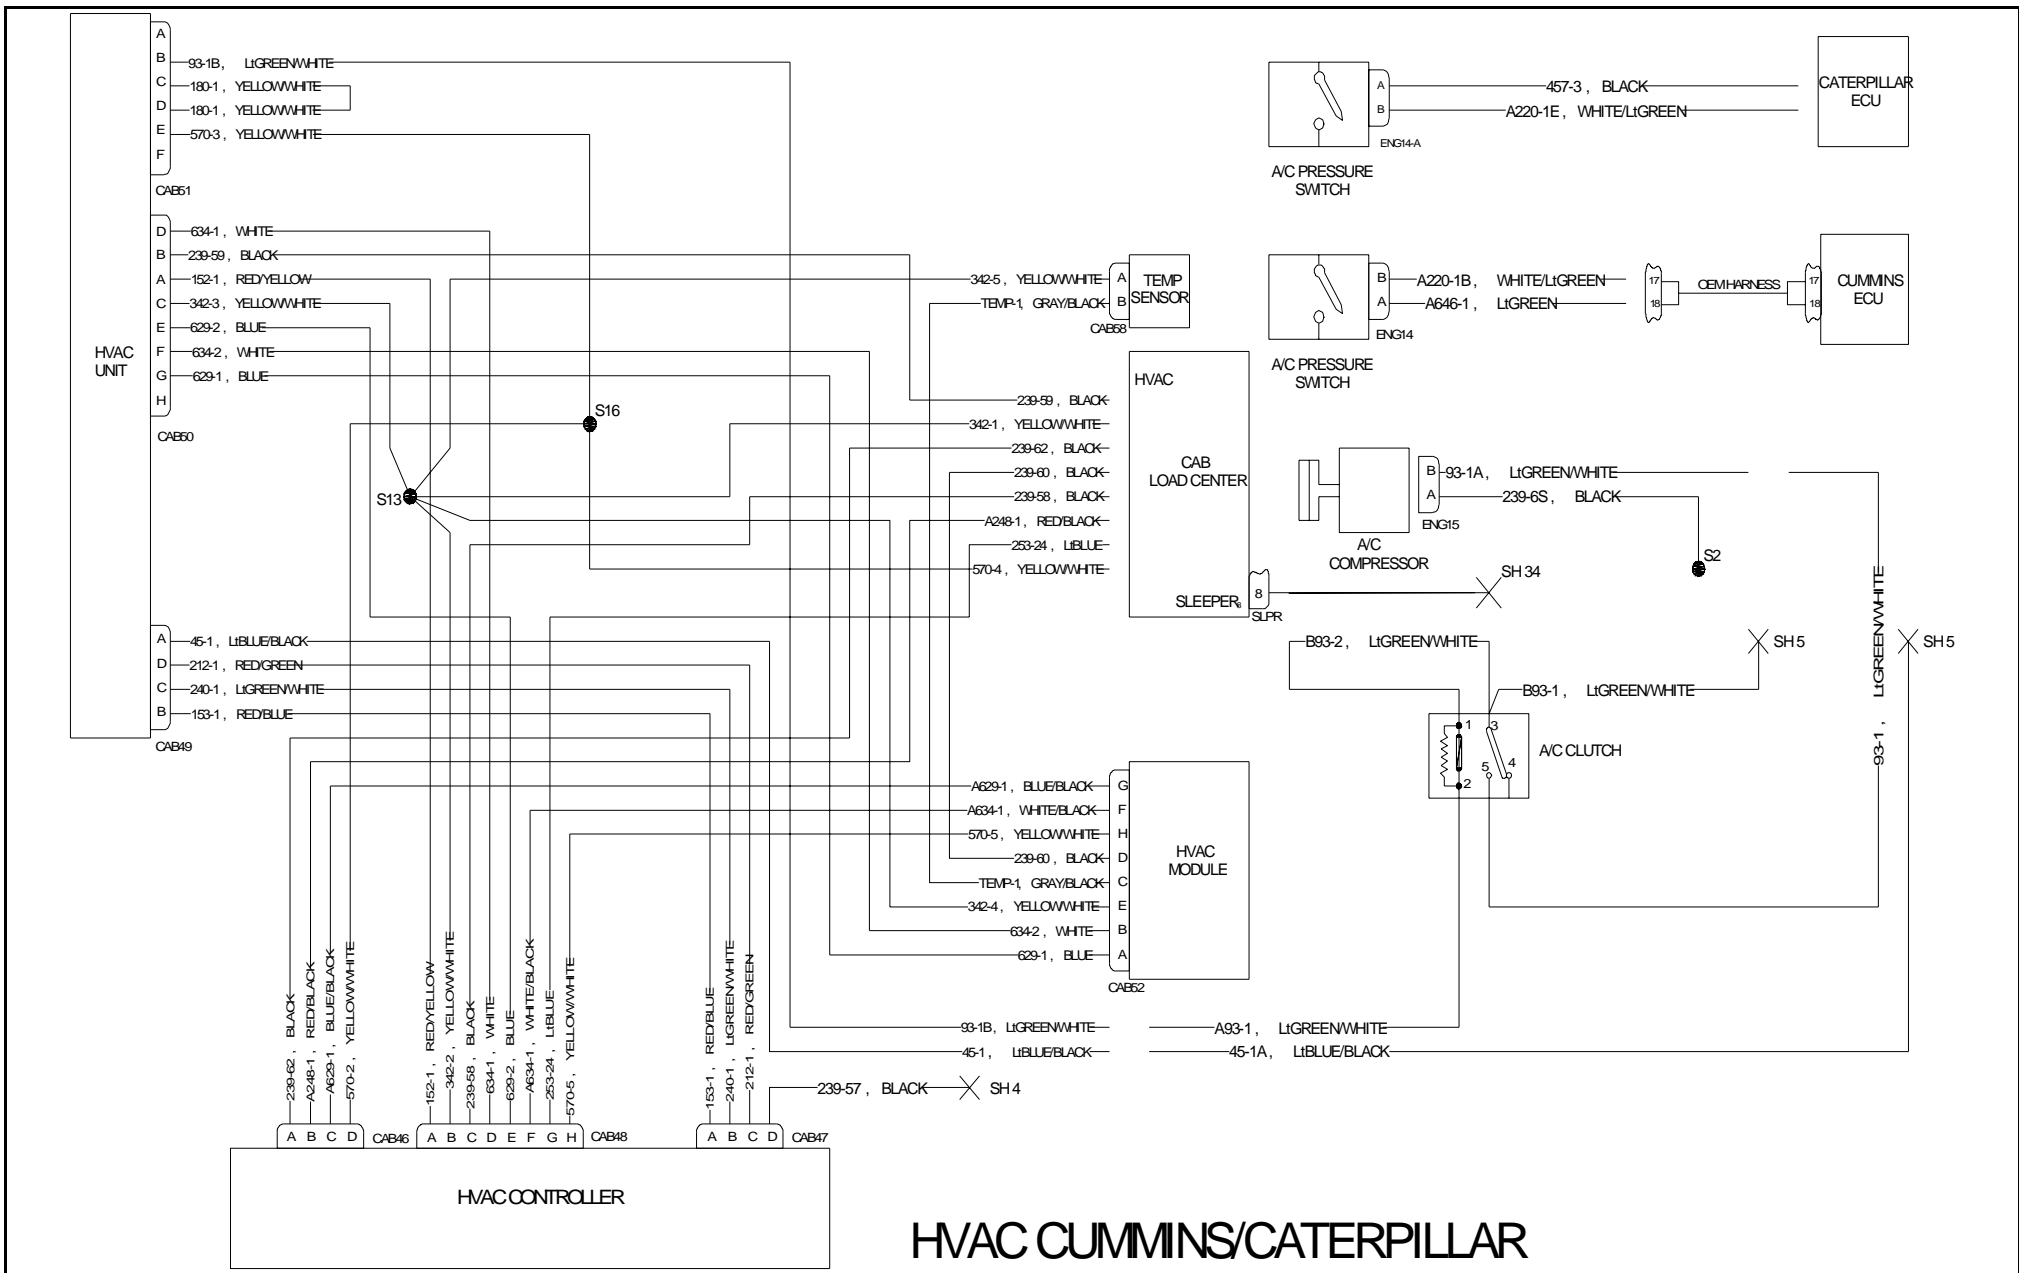 A
B
93-1B, LtGREEN/WHITE
C
180-1, YELLOW/WHITE
D
180-1, YELLOW/WHITE
E
570-3, YELLOW/WHITE
F
CAB51
D
634-1, WHITE
B
239-59, BLACK
A
152-1, RED/YELLOW
C
342-3, YELLOW/WHITE
E
629-2, BLUE
F
634-2, WHITE
G
629-1, BLUE
H
CAB50
HVAC
UNIT
S16
S13
A
45-1, LtBLUE/BLACK
D
212-1, RED/GREEN
C
240-1, LtGREEN/WHITE
B
153-1, RED/BLUE
CAB49
342-5, YELLOW/WHITE
A
TEMP-1, GRAY/BLACK
B
TEMP
SENSOR
CAB58
HVAC
239-59, BLACK
342-1, YELLOW/WHITE
239-62, BLACK
239-60, BLACK
239-58, BLACK
A248-1, RED/BLACK
253-24, LtBLUE
570-4, YELLOW/WHITE
CAB
LOAD CENTER
SLEEPER
8
SLPR
SH 34
A
457-3, BLACK
B
A220-1E, WHITE/LtGREEN
ENG14-A
A/C PRESSURE
SWITCH
CATERPILLAR
ECU
B
A220-1B, WHITE/LtGREEN
A
A646-1, LtGREEN
ENG14
A/C PRESSURE
SWITCH
17
18
OEM HARNESS
17
18
CUMMINS
ECU
B
93-1A, LtGREEN/WHITE
A
239-6S, BLACK
ENG15
A/C
COMPRESSOR
S2
B93-2, LtGREEN/WHITE
SH 5
SH 5
B93-1, LtGREEN/WHITE
93-1, LtGREEN/WHITE
1
3
5
4
2
A/C CLUTCH
A629-1, BLUE/BLACK
G
A634-1, WHITE/BLACK
F
570-5, YELLOW/WHITE
H
239-60, BLACK
D
TEMP-1, GRAY/BLACK
C
342-4, YELLOW/WHITE
E
634-2, WHITE
B
629-1, BLUE
A
HVAC
MODULE
CAB52
93-1B, LtGREEN/WHITE
A93-1, LtGREEN/WHITE
45-1, LtBLUE/BLACK
45-1A, LtBLUE/BLACK
239-57, BLACK
SH 4
239-62, BLACK
A248-1, RED/BLACK
A629-1, BLUE/BLACK
570-2, YELLOW/WHITE
152-1, RED/YELLOW
342-2, YELLOW/WHITE
239-58, BLACK
634-1, WHITE
629-2, BLUE
A634-1, WHITE/BLACK
253-24, LtBLUE
570-5, YELLOW/WHITE
153-1, RED/BLUE
240-1, LtGREEN/WHITE
212-1, RED/GREEN
A B C D
CAB46
A B C D E F G H
CAB48
A B C D
CAB47
HVAC CONTROLLER
HVAC CUMMINS/CATERPILLAR